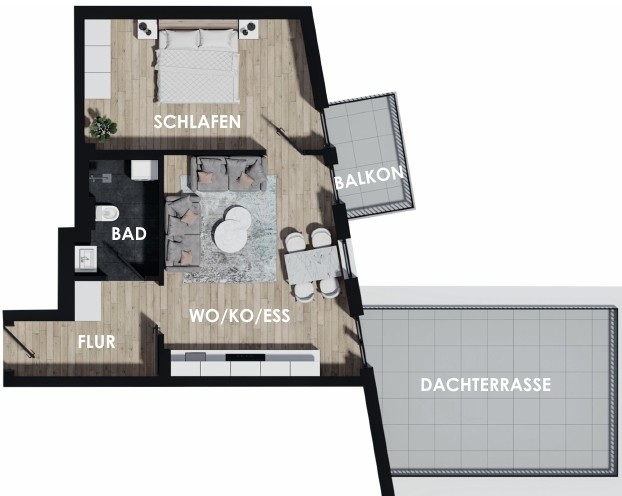 SCHLAFEN
BALKON
BAD
WO/KO/ESS
FLUR
DACHTERRASSE